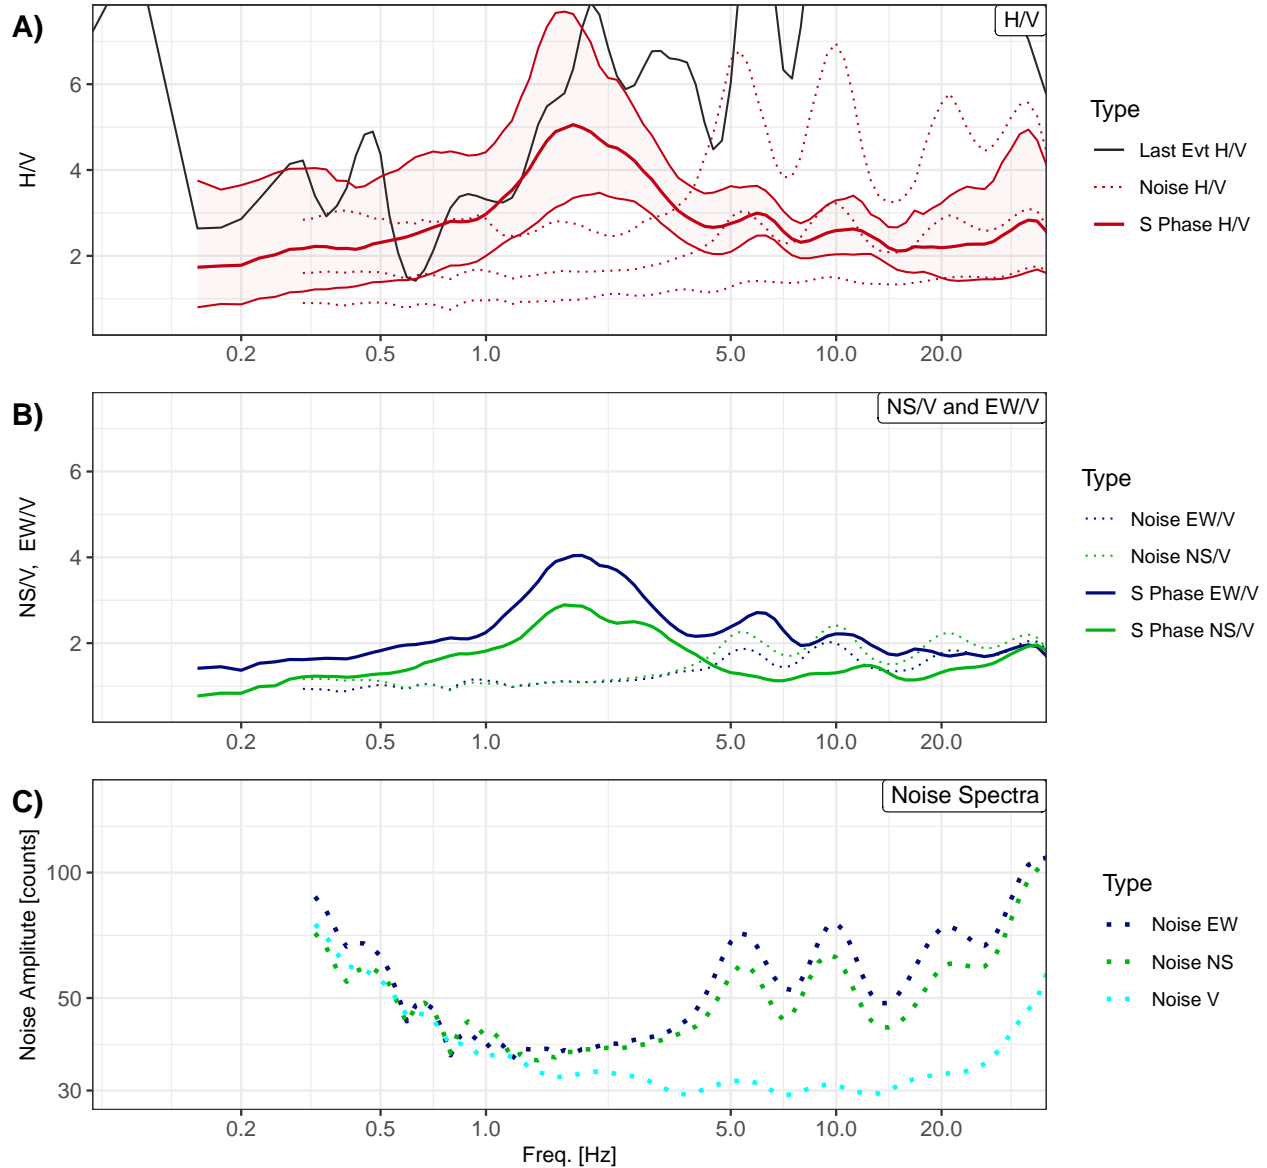 A)
H/V
6
4
2
H/V
0.2 0.5 1.0 5.0 10.0 20.0
Type
Last Evt H/V
Noise H/V
S Phase H/V
B)
NS/V and EW/V
6
4
2
NS/V, EW/V
0.2 0.5 1.0 5.0 10.0 20.0
Type
Noise EW/V
Noise NS/V
S Phase EW/V
S Phase NS/V
C)
Noise Spectra
100
50
30
Noise Amplitute [counts]
0.2 0.5 1.0 5.0 10.0 20.0
Freq. [Hz]
Type
Noise EW
Noise NS
Noise V